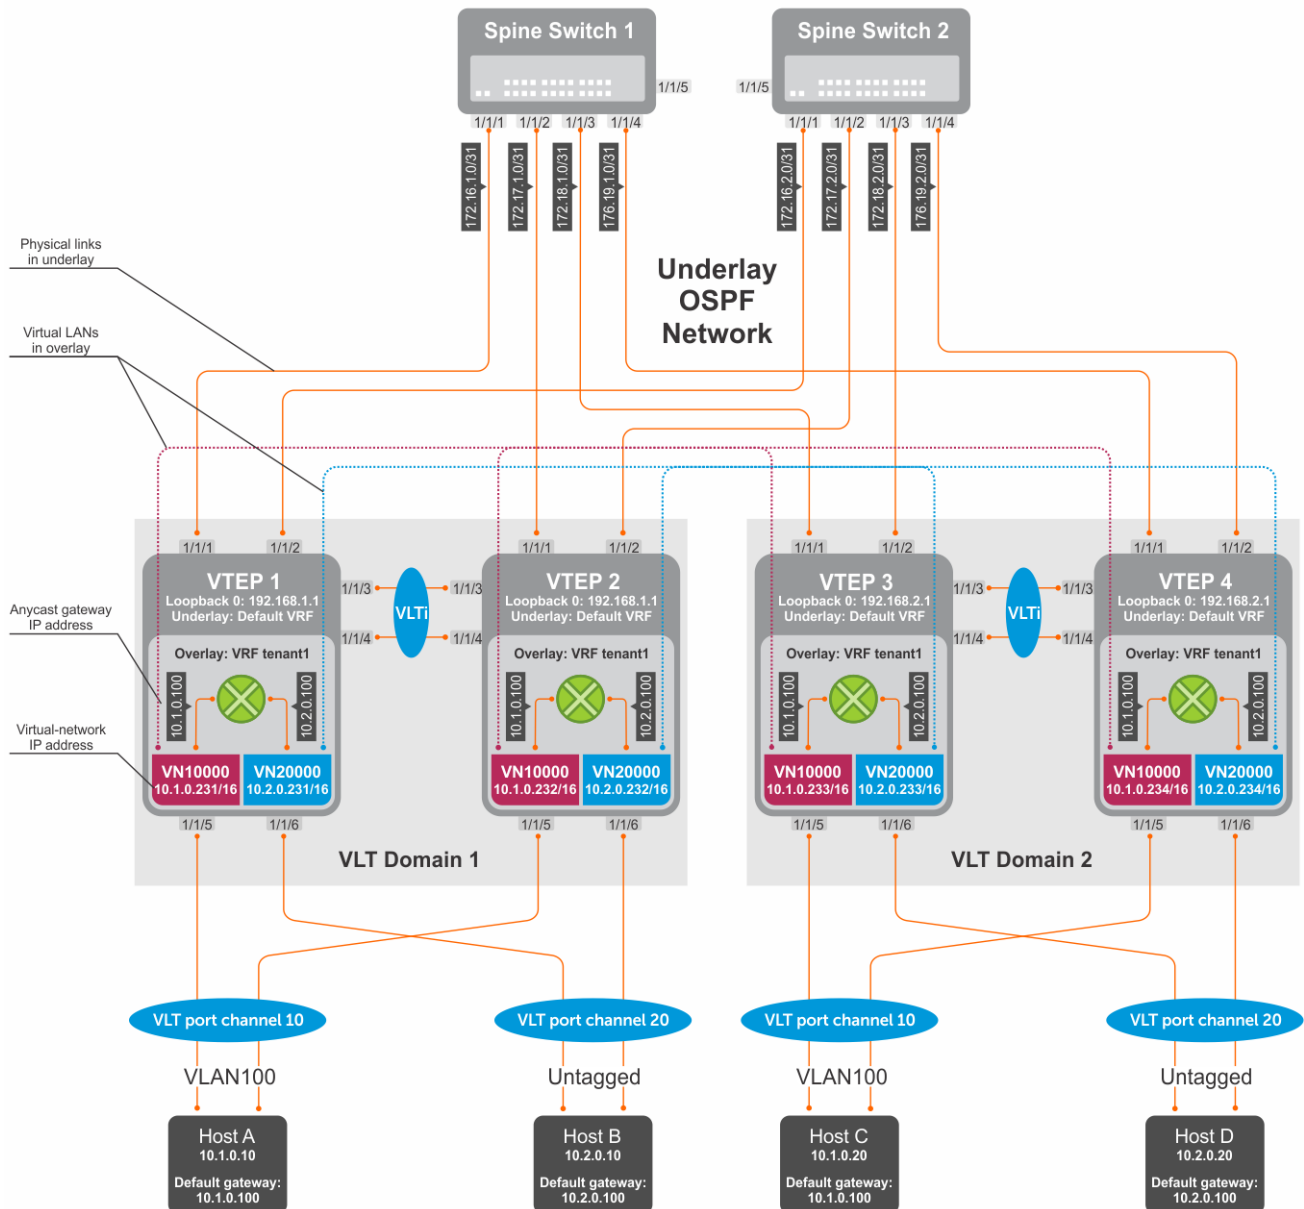 Spine Switch 1
Spine Switch 2
1/1/5
1/1/5
1/1/1
1/1/2
1/1/3
1/1/4
1/1/1
1/1/2
1/1/3
1/1/4
172.16.1.0/31
172.17.1.0/31
172.18.1.0/31
176.19.1.0/31
172.16.2.0/31
172.17.2.0/31
172.18.2.0/31
176.19.2.0/31
Physical links
in underlay
Underlay
OSPF
Network
Virtual LANs
in overlay
1/1/1
1/1/2
1/1/1
1/1/2
1/1/1
1/1/2
1/1/1
1/1/2
VTEP 1
Loopback 0: 192.168.1.1
Underlay: Default VRF
1/1/3
1/1/4
VLTi
1/1/3
1/1/4
VTEP 2
Loopback 0: 192.168.1.1
Underlay: Default VRF
VTEP 3
Loopback 0: 192.168.2.1
Underlay: Default VRF
1/1/3
1/1/4
VLTi
1/1/3
1/1/4
VTEP 4
Loopback 0: 192.168.2.1
Underlay: Default VRF
Anycast gateway
IP address
Overlay: VRF tenant1
Overlay: VRF tenant1
Overlay: VRF tenant1
Overlay: VRF tenant1
10.1.0.100
10.2.0.100
10.1.0.100
10.2.0.100
10.1.0.100
10.2.0.100
10.1.0.100
10.2.0.100
Virtual-network
IP address
VN10000
10.1.0.231/16
VN20000
10.2.0.231/16
VN10000
10.1.0.232/16
VN20000
10.2.0.232/16
VN10000
10.1.0.233/16
VN20000
10.2.0.233/16
VN10000
10.1.0.234/16
VN20000
10.2.0.234/16
1/1/5
1/1/6
1/1/5
1/1/6
1/1/5
1/1/6
1/1/5
1/1/6
VLT Domain 1
VLT Domain 2
VLT port channel 10
VLT port channel 20
VLT port channel 10
VLT port channel 20
VLAN100
Untagged
VLAN100
Untagged
Host A
10.1.0.10
Default gateway:
10.1.0.100
Host B
10.2.0.10
Default gateway:
10.2.0.100
Host C
10.1.0.20
Default gateway:
10.1.0.100
Host D
10.2.0.20
Default gateway:
10.2.0.100